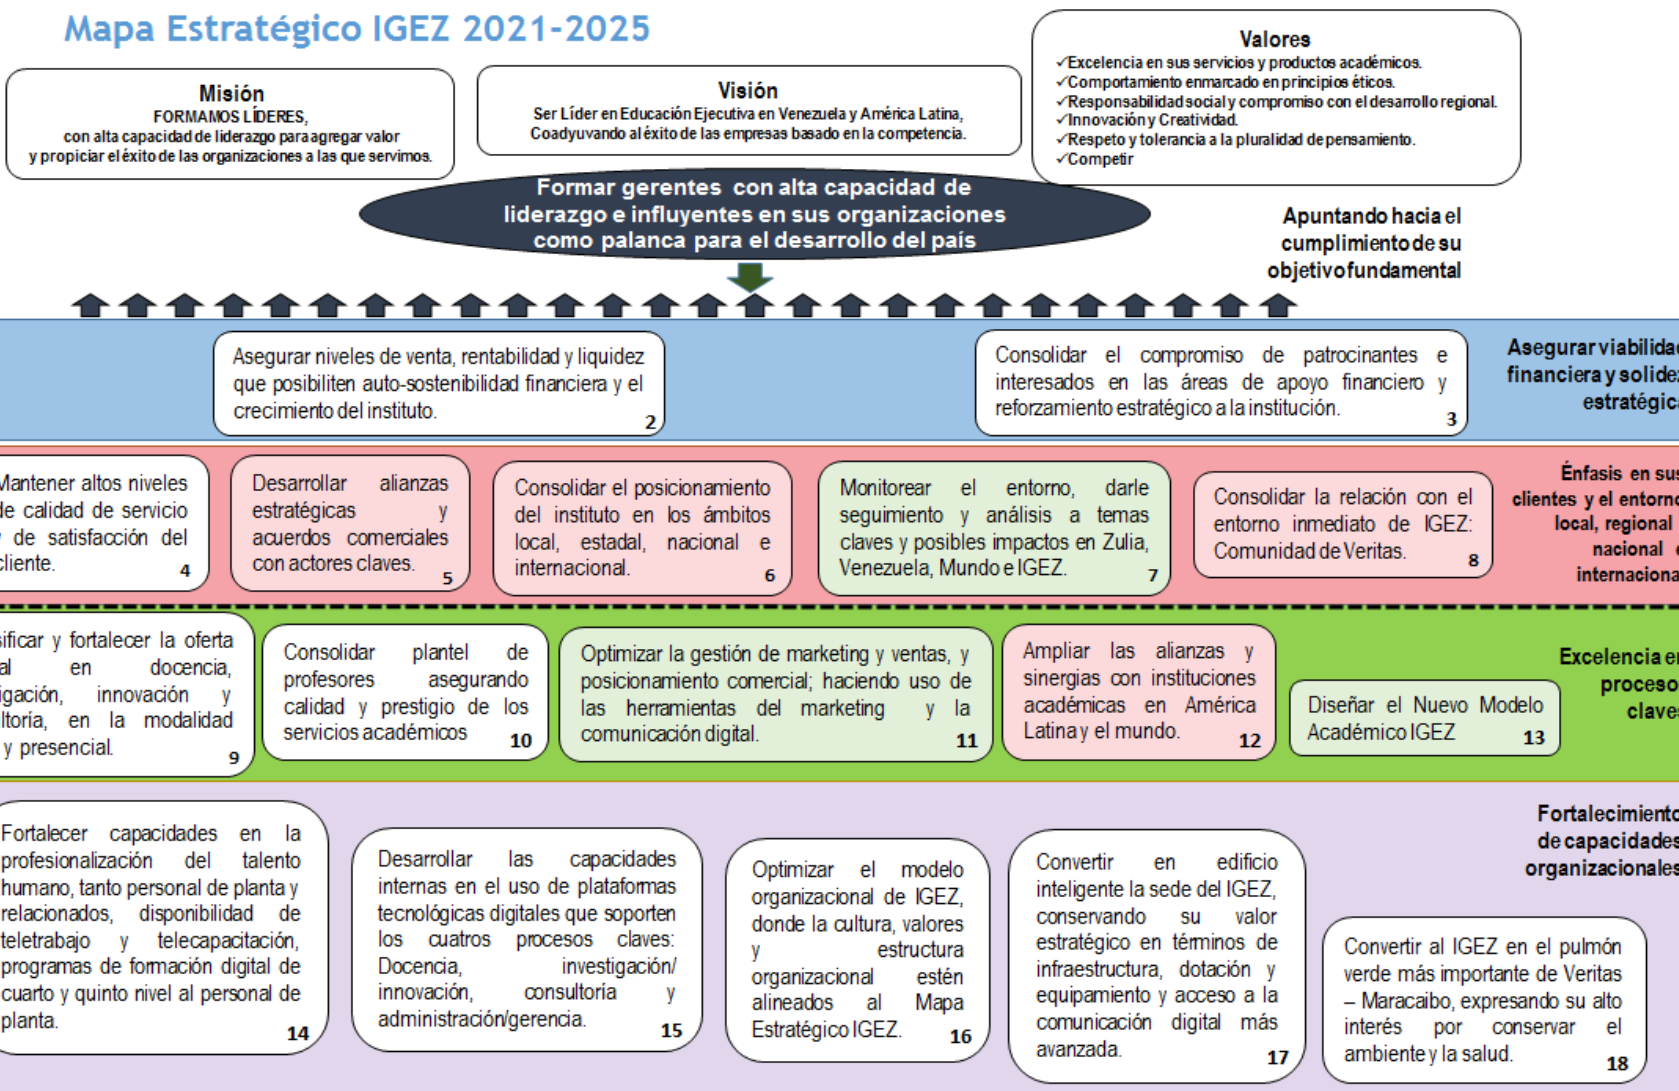 Mapa Estratégico IGEZ 2021-2025
Misión
FORMAMOS LÍDERES,
con alta capacidad de liderazgo para agregar valor
y propiciar el éxito de las organizaciones a las que servimos.
Visión
Ser Líder en Educación Ejecutiva en Venezuela y América Latina,
Coadyuvando al éxito de las empresas basado en la competencia.
Valores
✓Excelencia en sus servicios y productos académicos.
✓Comportamiento enmarcado en principios éticos.
✓Responsabilidad social y compromiso con el desarrollo regional.
✓Innovación y Creatividad.
✓Respeto y tolerancia a la pluralidad de pensamiento.
✓Competir
Formar gerentes con alta capacidad de
liderazgo e influyentes en sus organizaciones
como palanca para el desarrollo del país
Apuntando hacia el
cumplimiento de su
objetivo fundamental
Asegurar niveles de venta, rentabilidad y liquidez
que posibiliten auto-sostenibilidad financiera y el
crecimiento del instituto.
2
Consolidar el compromiso de patrocinantes e
interesados en las áreas de apoyo financiero y
reforzamiento estratégico a la institución.
3
Asegurar viabilidad
financiera y solidez
estratégica
Mantener altos niveles
de calidad de servicio
y de satisfacción del
cliente.
4
Desarrollar alianzas
estratégicas y
acuerdos comerciales
con actores claves.
5
Consolidar el posicionamiento
del instituto en los ámbitos
local, estadal, nacional e
internacional.
6
Monitorear el entorno, darle
seguimiento y análisis a temas
claves y posibles impactos en Zulia,
Venezuela, Mundo e IGEZ.
7
Consolidar la relación con el
entorno inmediato de IGEZ:
Comunidad de Veritas.
8
Énfasis en sus
clientes y el entorno
local, regional
nacional e
internacional
sificar y fortalecer la oferta
al en docencia,
igación, innovación y
ltoría, en la modalidad
y presencial.
9
Consolidar plantel de
profesores asegurando
calidad y prestigio de los
servicios académicos
10
Optimizar la gestión de marketing y ventas, y
posicionamiento comercial; haciendo uso de
las herramientas del marketing y la
comunicación digital.
11
Ampliar las alianzas y
sinergias con instituciones
académicas en América
Latina y el mundo.
12
Diseñar el Nuevo Modelo
Académico IGEZ
13
Excelencia en
procesos
claves
Fortalecer capacidades en la
profesionalización del talento
humano, tanto personal de planta y
relacionados, disponibilidad de
teletrabajo y telecapacitación,
programas de formación digital de
cuarto y quinto nivel al personal de
planta.
14
Desarrollar las capacidades
internas en el uso de plataformas
tecnológicas digitales que soporten
los cuatros procesos claves:
Docencia, investigación/
innovación, consultoría y
administración/gerencia.
15
Optimizar el modelo
organizacional de IGEZ,
donde la cultura, valores
y estructura
organizacional estén
alineados al Mapa
Estratégico IGEZ.
16
Convertir en edificio
inteligente la sede del IGEZ,
conservando su valor
estratégico en términos de
infraestructura, dotación y
equipamiento y acceso a la
comunicación digital más
avanzada.
17
Convertir al IGEZ en el pulmón
verde más importante de Veritas
– Maracaibo, expresando su alto
interés por conservar el
ambiente y la salud.
18
Fortalecimiento
de capacidades
organizacionales